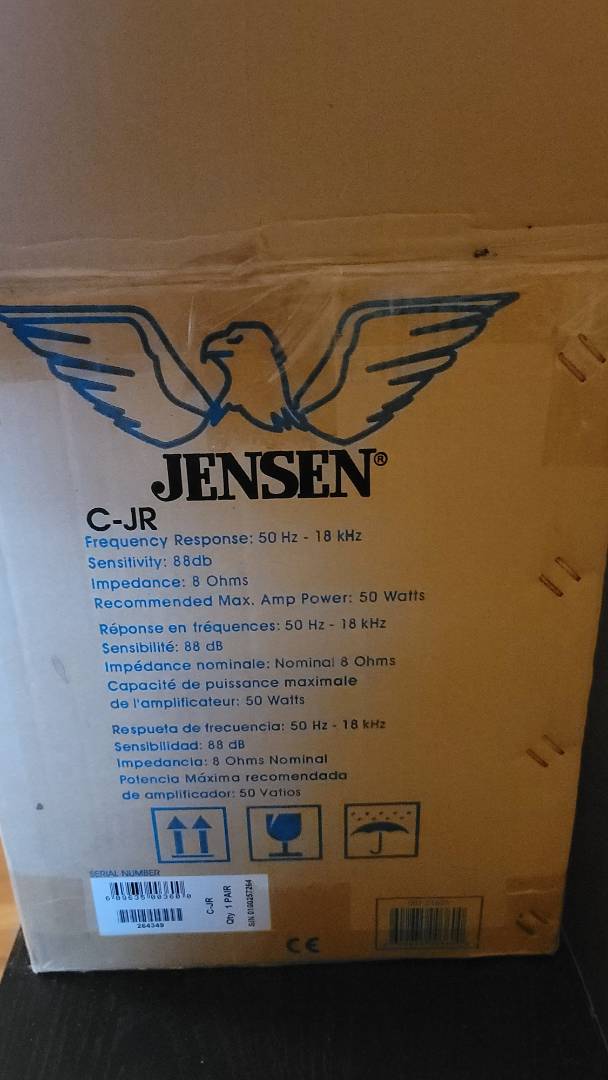 JENSEN®
C-JR
Frequency Response: 50 Hz - 18 kHz
Sensitivity: 88db
Impedance: 8 Ohms
Recommended Max. Amp Power: 50 Watts
Réponse en fréquences: 50 Hz - 18 kHz
Sensibilité: 88 dB
Impédance nominale: Nominal 8 Ohms
Capacité de puissance maximale
de l'amplificateur: 50 Watts
Respueta de frecuencia: 50 Hz - 18 kHz
Sensibilidad: 88 dB
Impedancia: 8 Ohms Nominal
Potencia Máxima recomendada
de amplificador: 50 Vatios
SERIAL NUMBER
264349
C-JR
Qty 1 PAIR
CE